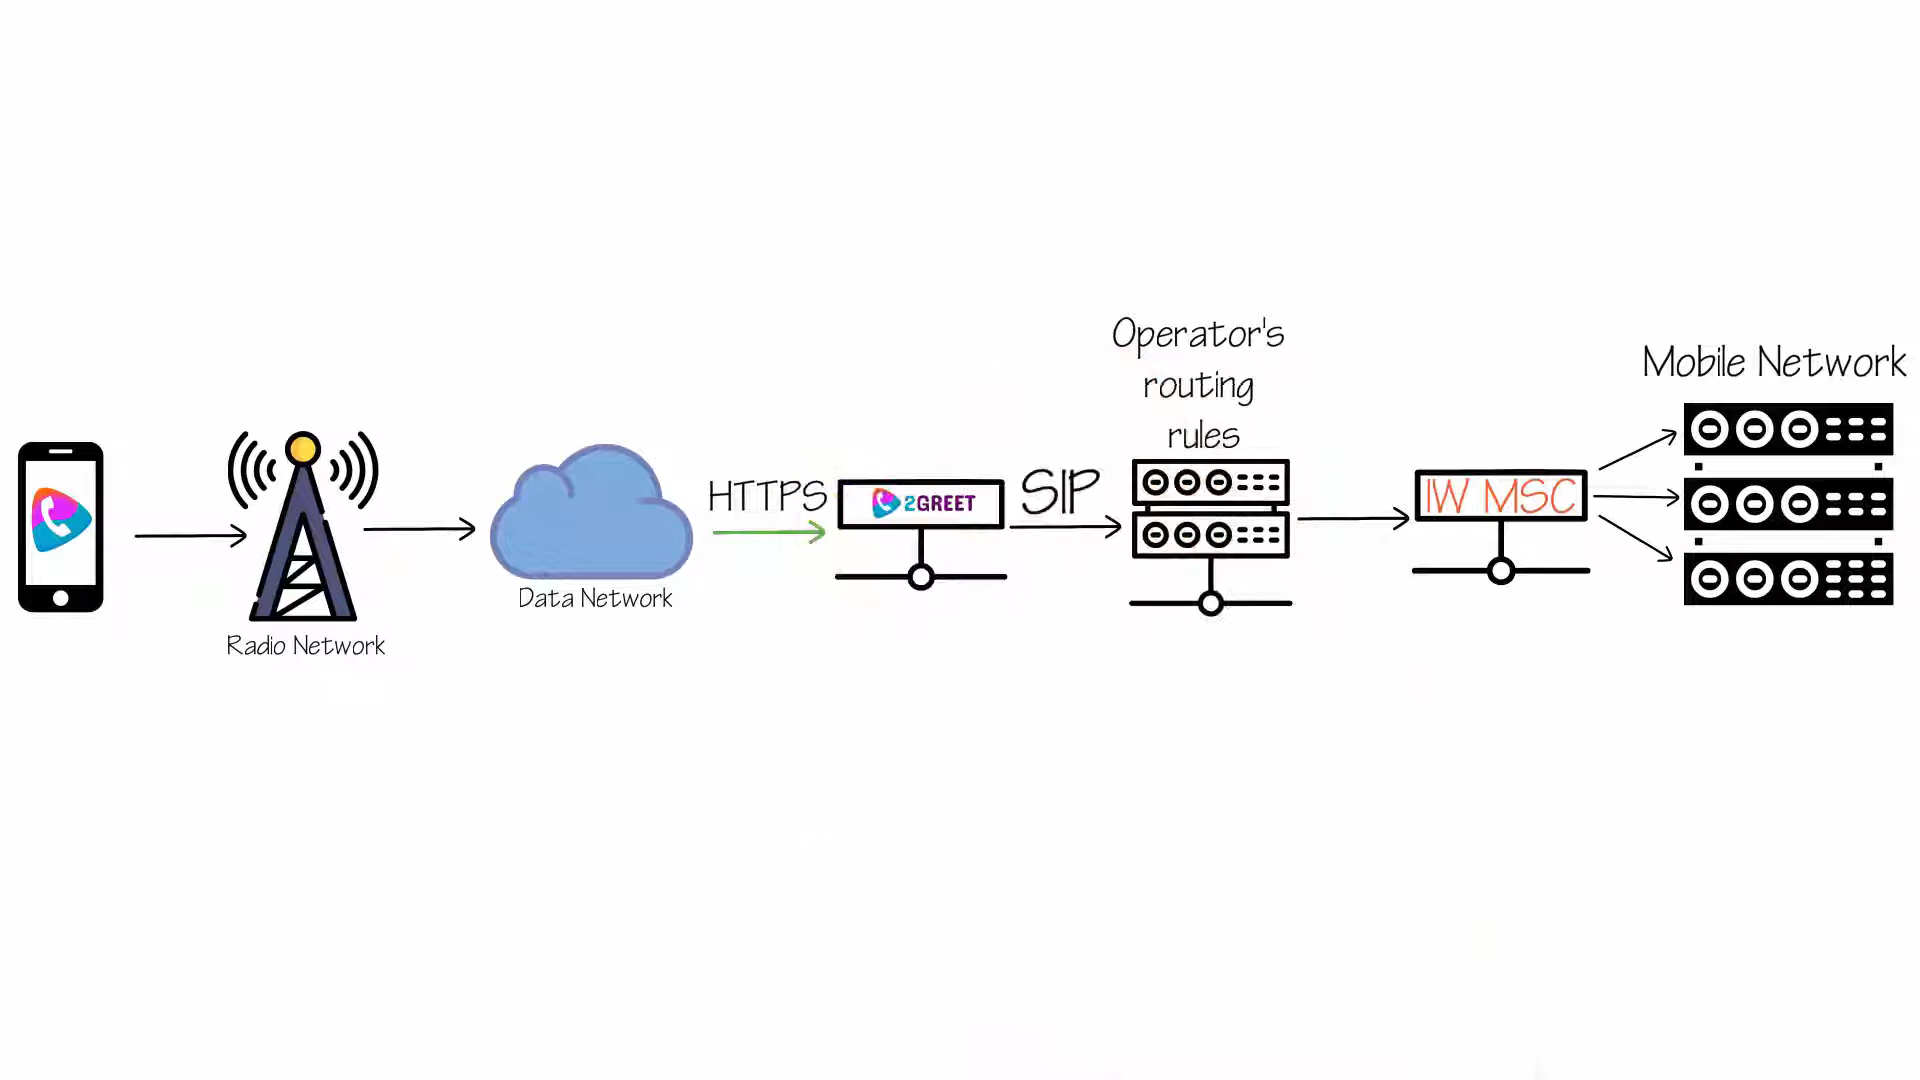 Operator's
routing
rules
Mobile Network
HTTPS
2GREET
SIP
IW MSC
Data Network
Radio Network